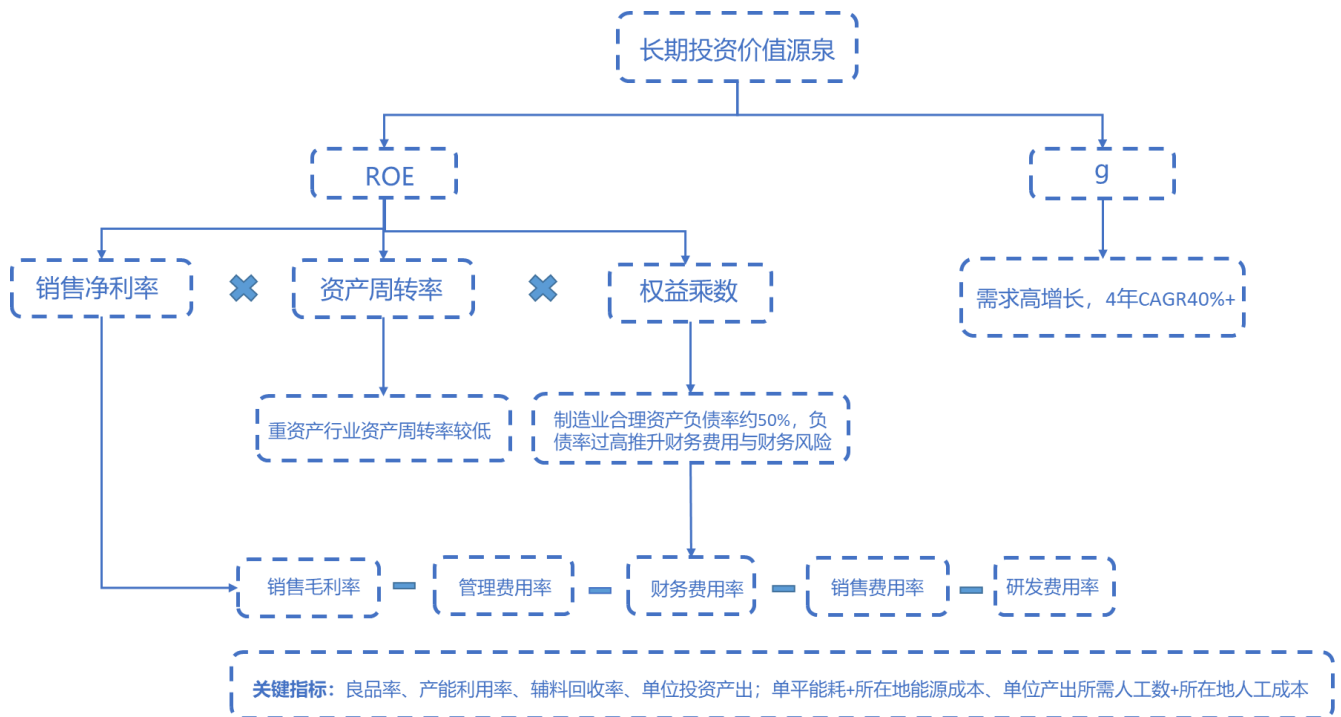 长期投资价值源泉
ROE
g
销售净利率
资产周转率
权益乘数
需求高增长，4年CAGR40%+
重资产行业资产周转率较低
制造业合理资产负债率约50%，负
债率过高推升财务费用与财务风险
销售毛利率
管理费用率
财务费用率
销售费用率
研发费用率
关键指标：良品率、产能利用率、辅料回收率、单位投资产出；单平能耗+所在地能源成本、单位产出所需人工数+所在地人工成本